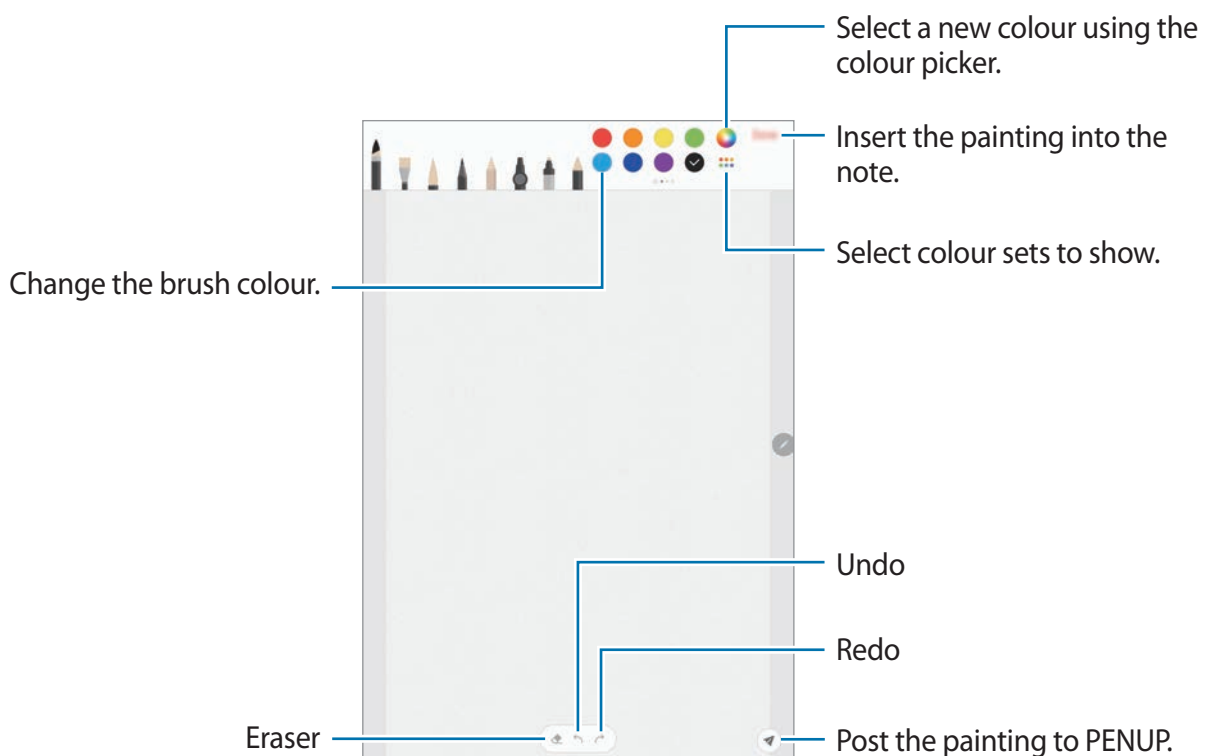 Select a new colour using the
colour picker.
Insert the painting into the
note.
Select colour sets to show.
Change the brush colour.
Undo
Redo
Eraser
Post the painting to PENUP.